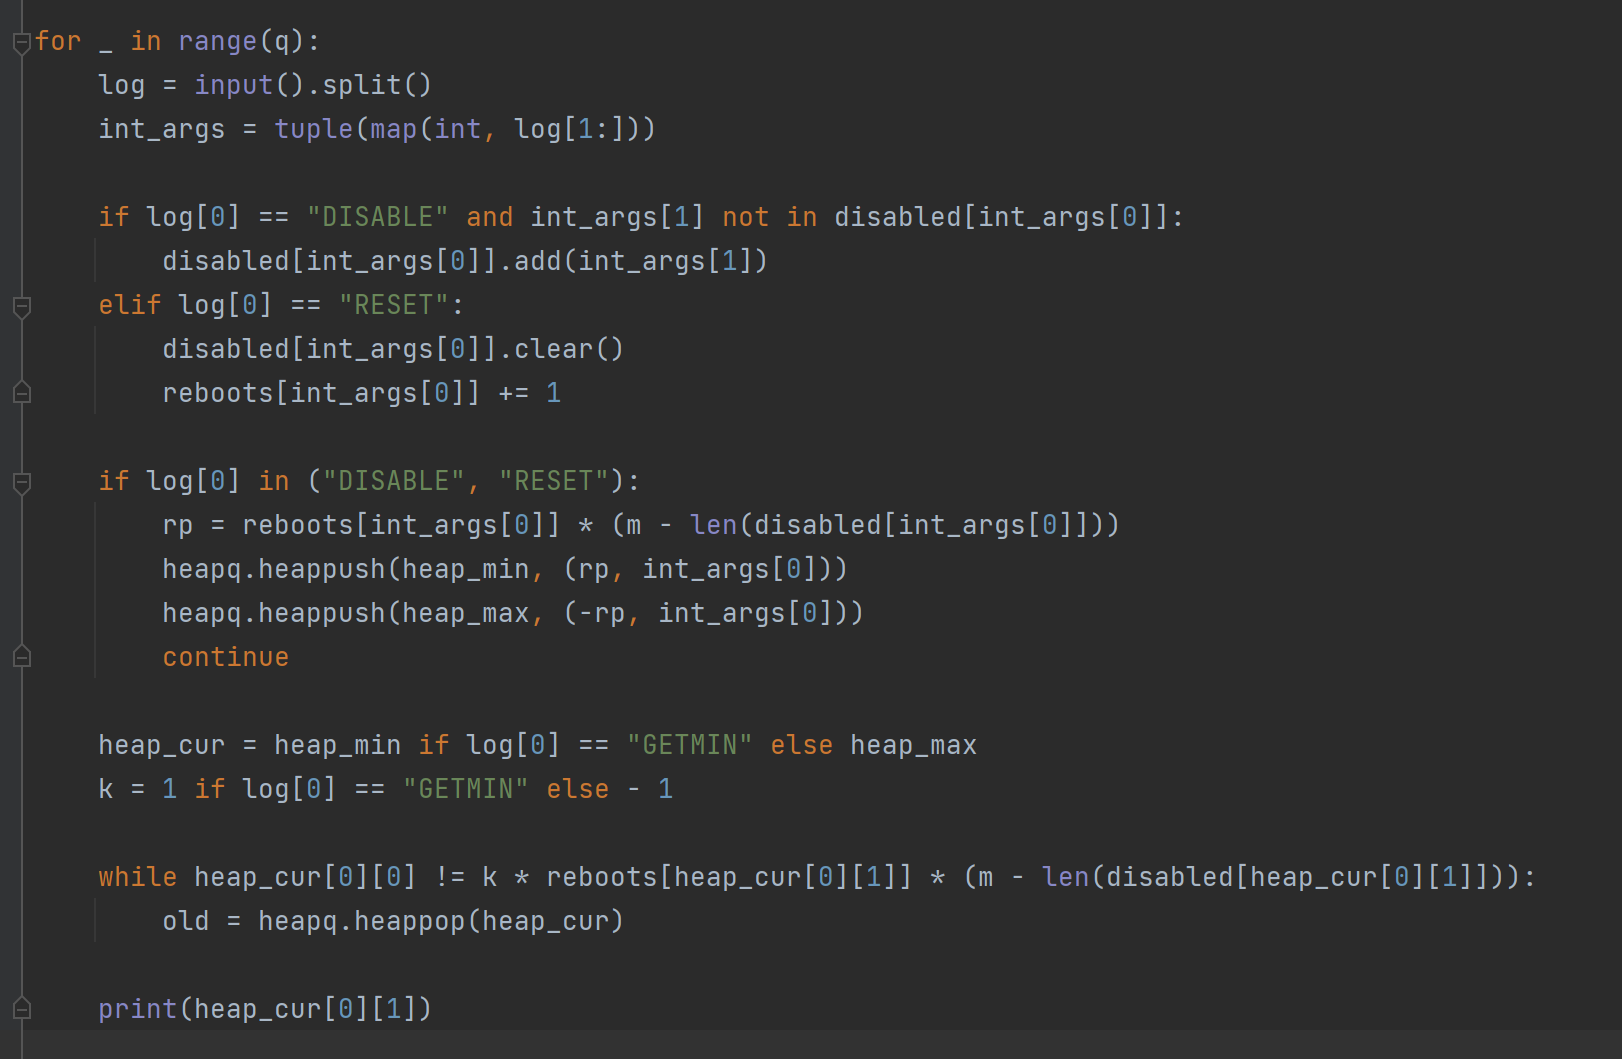 for _ in range(q):
    log = input().split()
    int_args = tuple(map(int, log[1:]))

    if log[0] == "DISABLE" and int_args[1] not in disabled[int_args[0]]:
        disabled[int_args[0]].add(int_args[1])
    elif log[0] == "RESET":
        disabled[int_args[0]].clear()
        reboots[int_args[0]] += 1

    if log[0] in ("DISABLE", "RESET"):
        rp = reboots[int_args[0]] * (m - len(disabled[int_args[0]]))
        heapq.heappush(heap_min, (rp, int_args[0]))
        heapq.heappush(heap_max, (-rp, int_args[0]))
        continue

    heap_cur = heap_min if log[0] == "GETMIN" else heap_max
    k = 1 if log[0] == "GETMIN" else - 1

    while heap_cur[0][0] != k * reboots[heap_cur[0][1]] * (m - len(disabled[heap_cur[0][1]])):
        old = heapq.heappop(heap_cur)

    print(heap_cur[0][1])